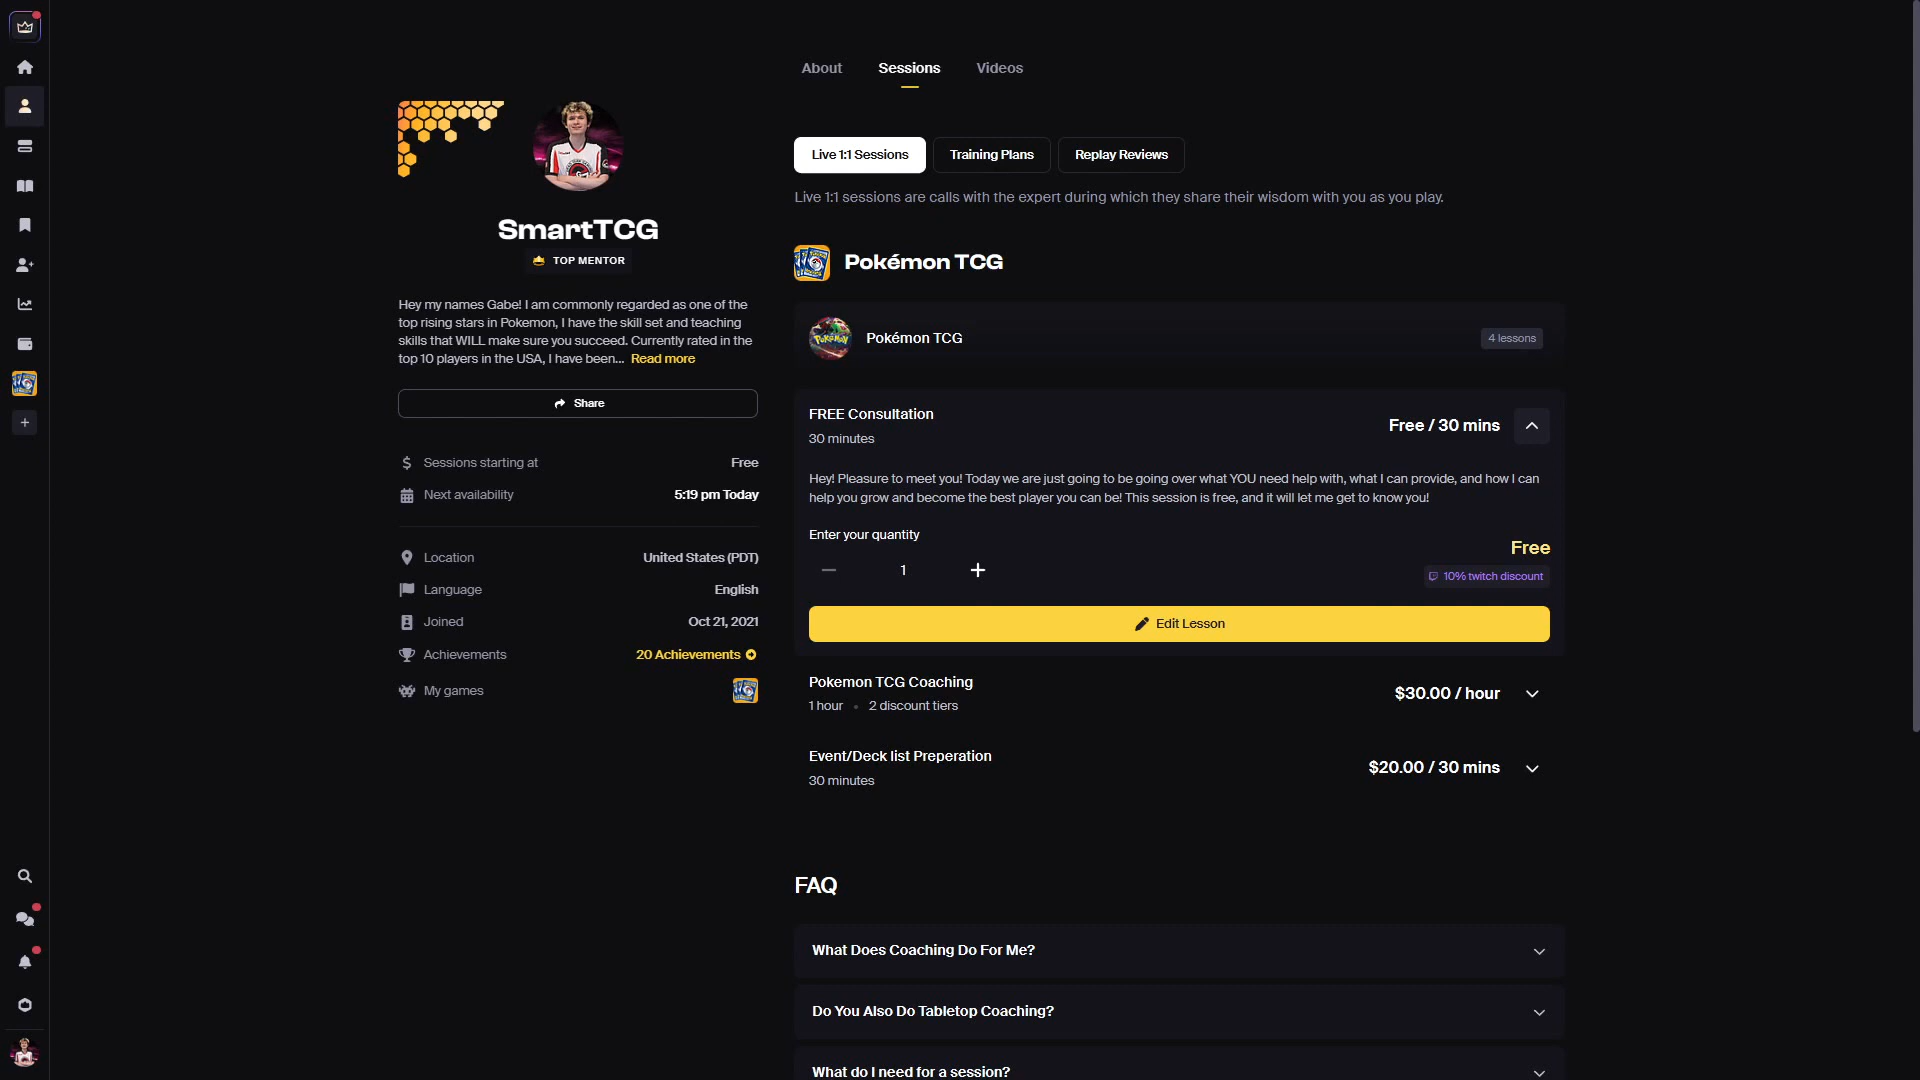 About
Sessions
Videos
SmartTCG
TOP MENTOR
Hey my names Gabe! I am commonly regarded as one of the
top rising stars in Pokemon, I have the skill set and teaching
skills that WILL make sure you succeed. Currently rated in the
top 10 players in the USA, I have been... Read more
Share
Sessions starting at
Free
Next availability
5:19 pm Today
Location
United States (PDT)
Language
English
Joined
Oct 21, 2021
Achievements
20 Achievements
My games
Live 1:1 Sessions
Training Plans
Replay Reviews
Live 1:1 sessions are calls with the expert during which they share their wisdom with you as you play.
Pokémon TCG
POKÉMON
Pokémon TCG
4 lessons
FREE Consultation
30 minutes
Free / 30 mins
Hey! Pleasure to meet you! Today we are just going to be going over what YOU need help with, what I can provide, and how I can
help you grow and become the best player you can be! This session is free, and it will let me get to know you!
Enter your quantity
1
Free
10% twitch discount
Edit Lesson
Pokemon TCG Coaching
1 hour • 2 discount tiers
$30.00 / hour
Event/Deck list Preperation
30 minutes
$20.00 / 30 mins
FAQ
What Does Coaching Do For Me?
Do You Also Do Tabletop Coaching?
What do I need for a session?